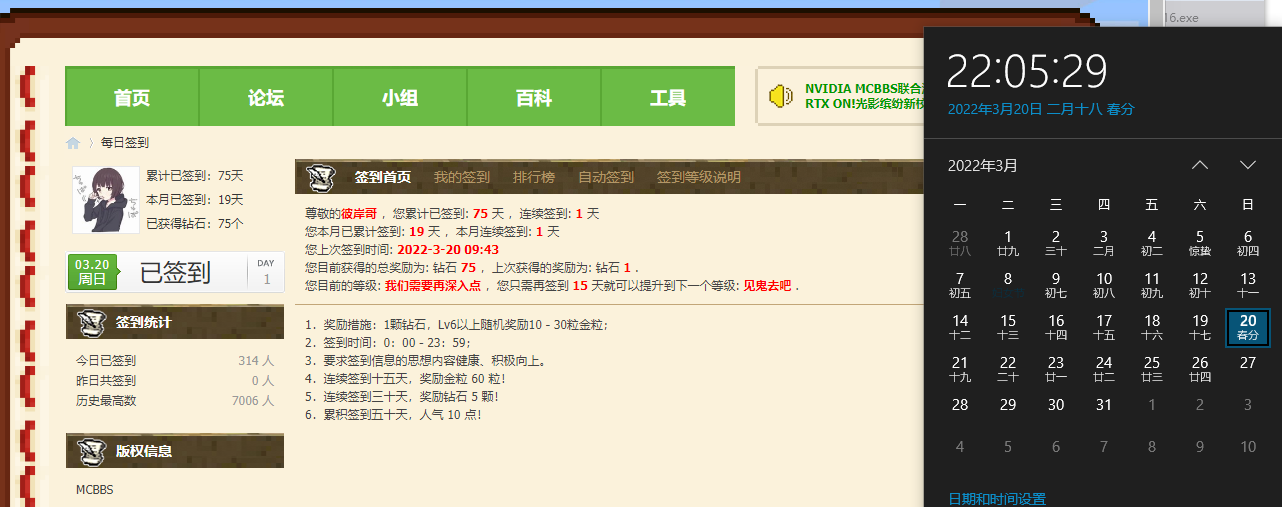 16.exe
首页
论坛
小组
百科
工具
NVIDIA MCBBS联合
RTX ON!光影缤纷新
每日签到
累计已签到：75天
本月已签到：19天
已获得钻石：75个
03.20
周日
已签到
DAY
1
签到统计
今日已签到 314 人
昨日共签到 0 人
历史最高数 7006 人
版权信息
MCBBS
签到首页 我的签到 排行榜 自动签到 签到等级说明
尊敬的彼岸哥 ，您累计已签到: 75 天 ，连续签到: 1 天
您本月已累计签到: 19 天 ，本月连续签到: 1 天
您上次签到时间: 2022-3-20 09:43
您目前获得的总奖励为: 钻石 75 ，上次获得的奖励为: 钻石 1 .
您目前的等级: 我们需要再深入点 ，您只需再签到 15 天就可以提升到下一个等级: 见鬼去吧 .
1. 奖励措施：1颗钻石，Lv6以上随机奖励10 - 30粒金粒；
2. 签到时间：0：00 - 23：59；
3. 要求签到信息的思想内容健康、积极向上。
4. 连续签到十五天，奖励金粒 60 粒！
5. 连续签到三十天，奖励钻石 5 颗！
6. 累积签到五十天，人气 10 点！
22:05:29
2022年3月20日 二月十八 春分
2022年3月
一 二 三 四 五 六 日
28 1 2 3 4 5 6
廿八 廿九 三十 二月 初二 惊蛰 初四
7 8 9 10 11 12 13
初五 初七 初八 初九 初十 十一
14 15 16 17 18 19 20
十二 十三 十四 十五 十六 十七 春分
21 22 23 24 25 26 27
十九 二十 廿一 廿二 廿三 廿四
28 29 30 31 1 2 3
4 5 6 7 8 9 10
日期和时间设置